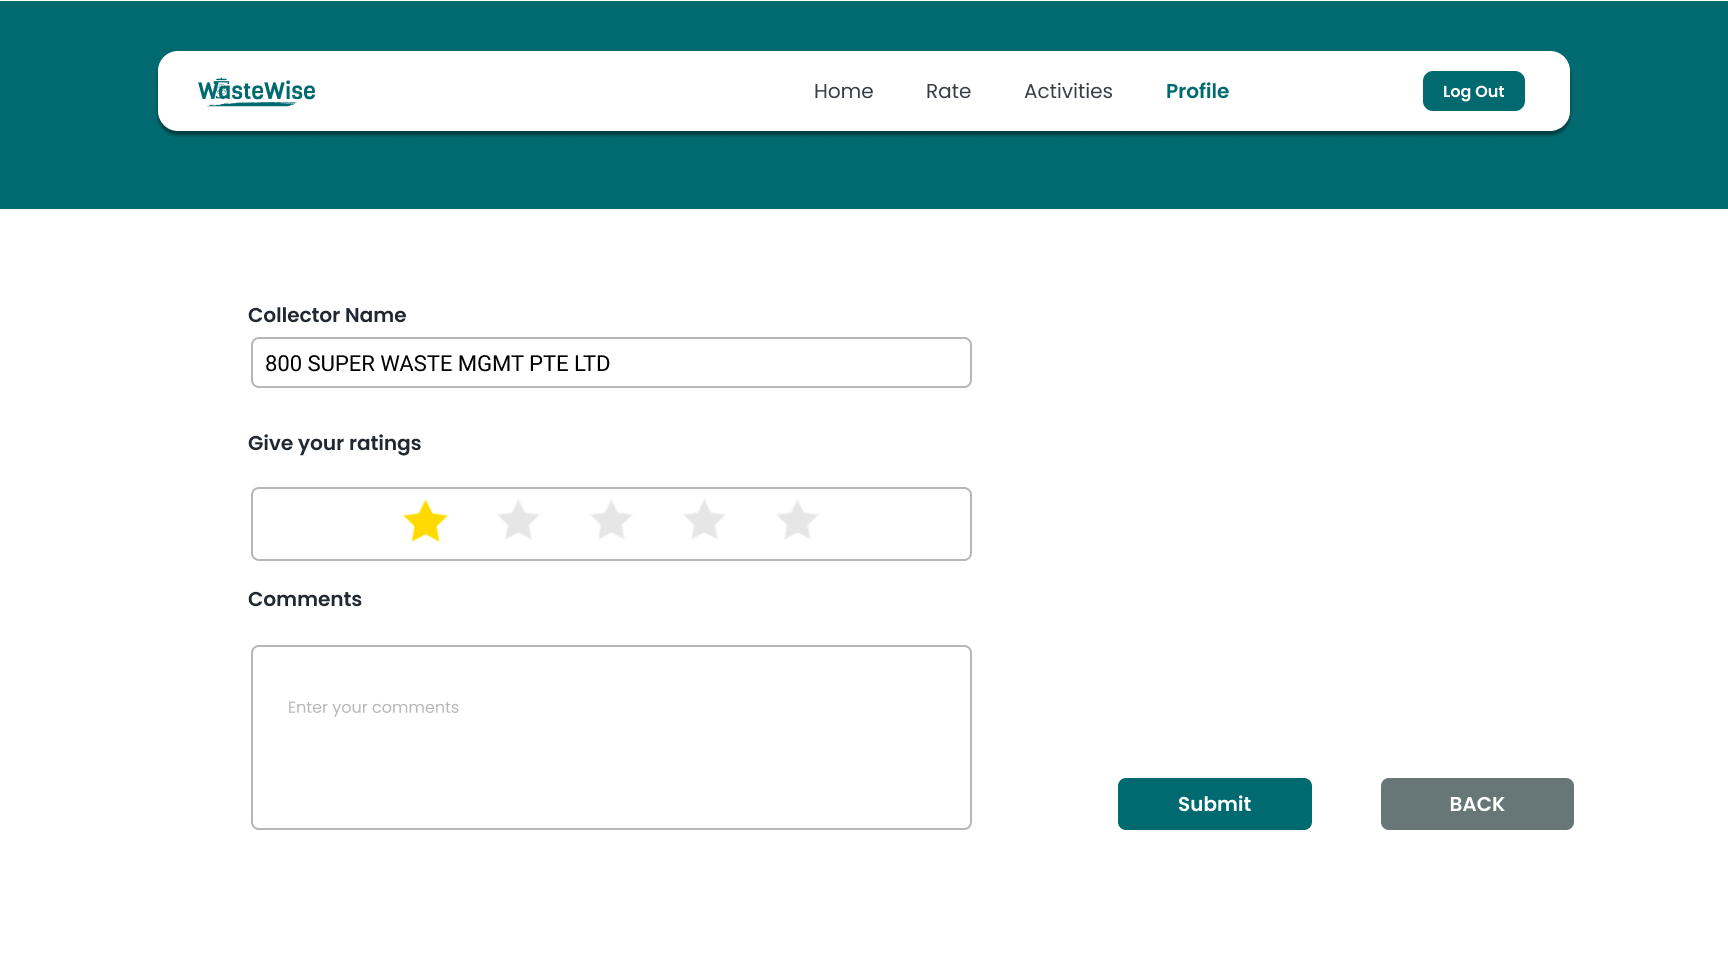 WasteWise
Home Rate Activities Profile Log Out
Collector Name
800 SUPER WASTE MGMT PTE LTD
Give your ratings
Comments
Enter your comments
Submit BACK